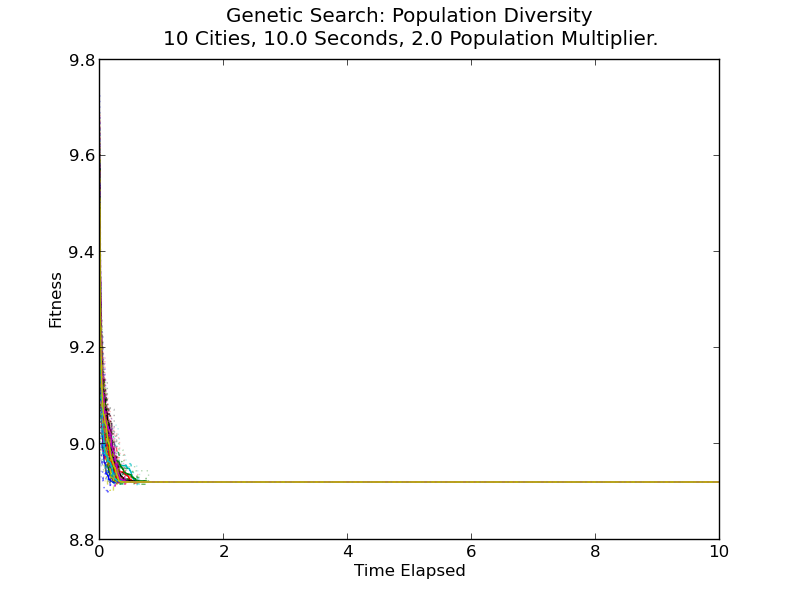 Genetic Search: Population Diversity
10 Cities, 10.0 Seconds, 2.0 Population Multiplier.
9.8
9.6
9.4
Fitness
9.2
9.0
8.8
0 2 4 6 8 10
Time Elapsed